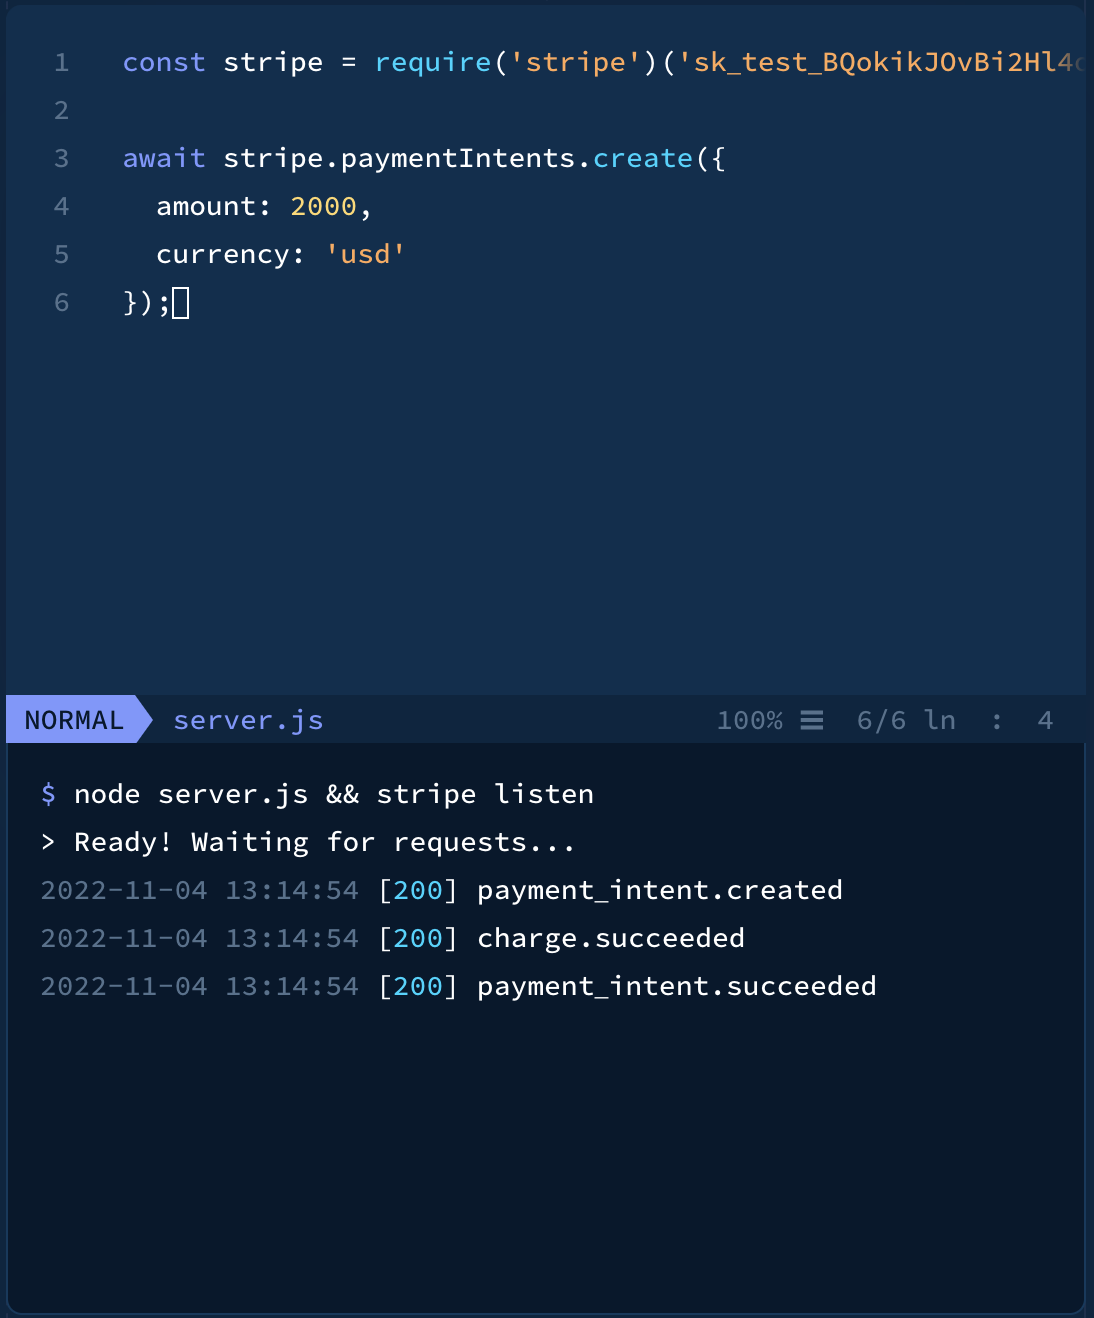 1 const stripe = require('stripe')('sk_test_BQokikJOvBi2Hl4
2
3 await stripe.paymentIntents.create({
4 amount: 2000,
5 currency: 'usd'
6 });
NORMAL server.js 100% 6/6 ln : 4
$ node server.js && stripe listen
> Ready! Waiting for requests...
2022-11-04 13:14:54 [200] payment_intent.created
2022-11-04 13:14:54 [200] charge.succeeded
2022-11-04 13:14:54 [200] payment_intent.succeeded